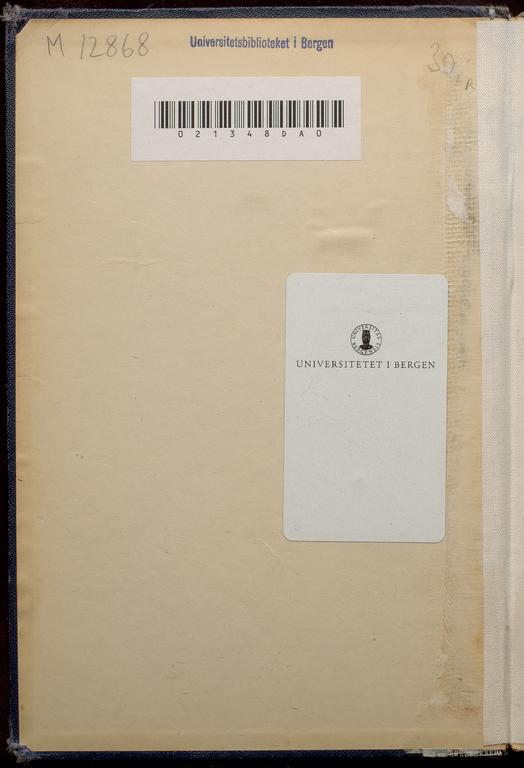 M 12868
Universitetsbiblioteket i Bergen
021348DA0
UNIVERSITETET I BERGEN